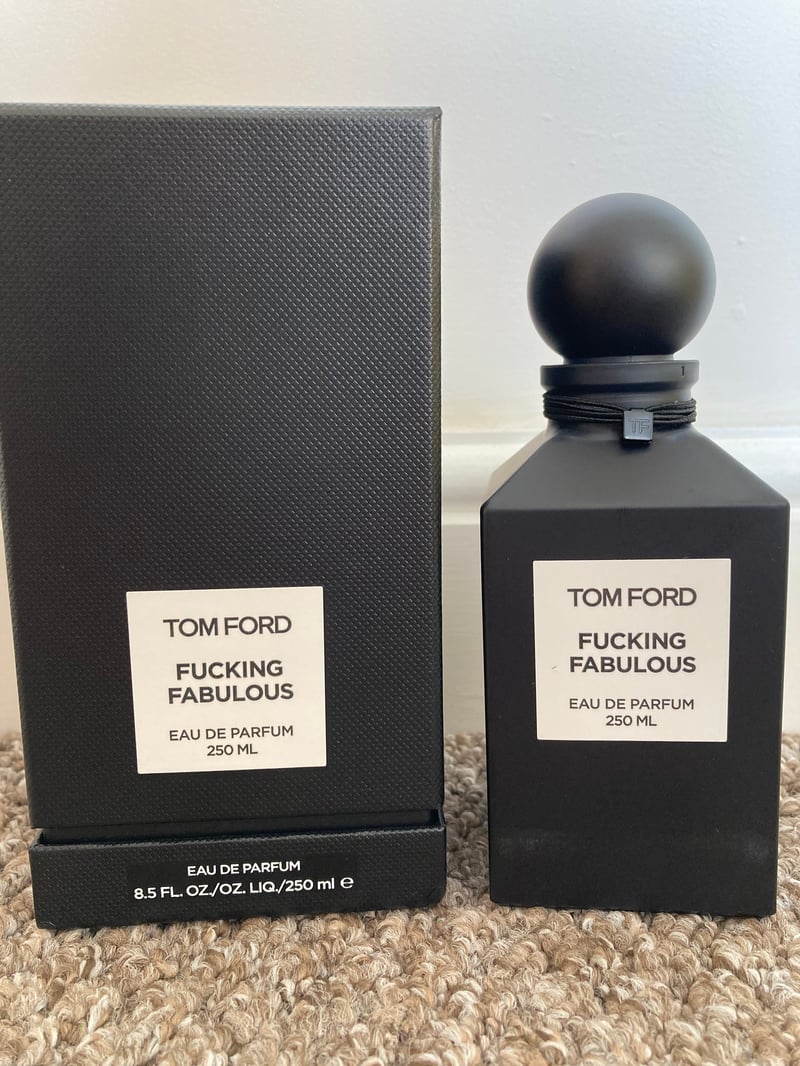 TOM FORD
FUCKING
FABULOUS
EAU DE PARFUM
250 ML
EAU DE PARFUM
8.5 FL. OZ./OZ. LIQ./250 ml ℮
1
TF
TOM FORD
FUCKING
FABULOUS
EAU DE PARFUM
250 ML